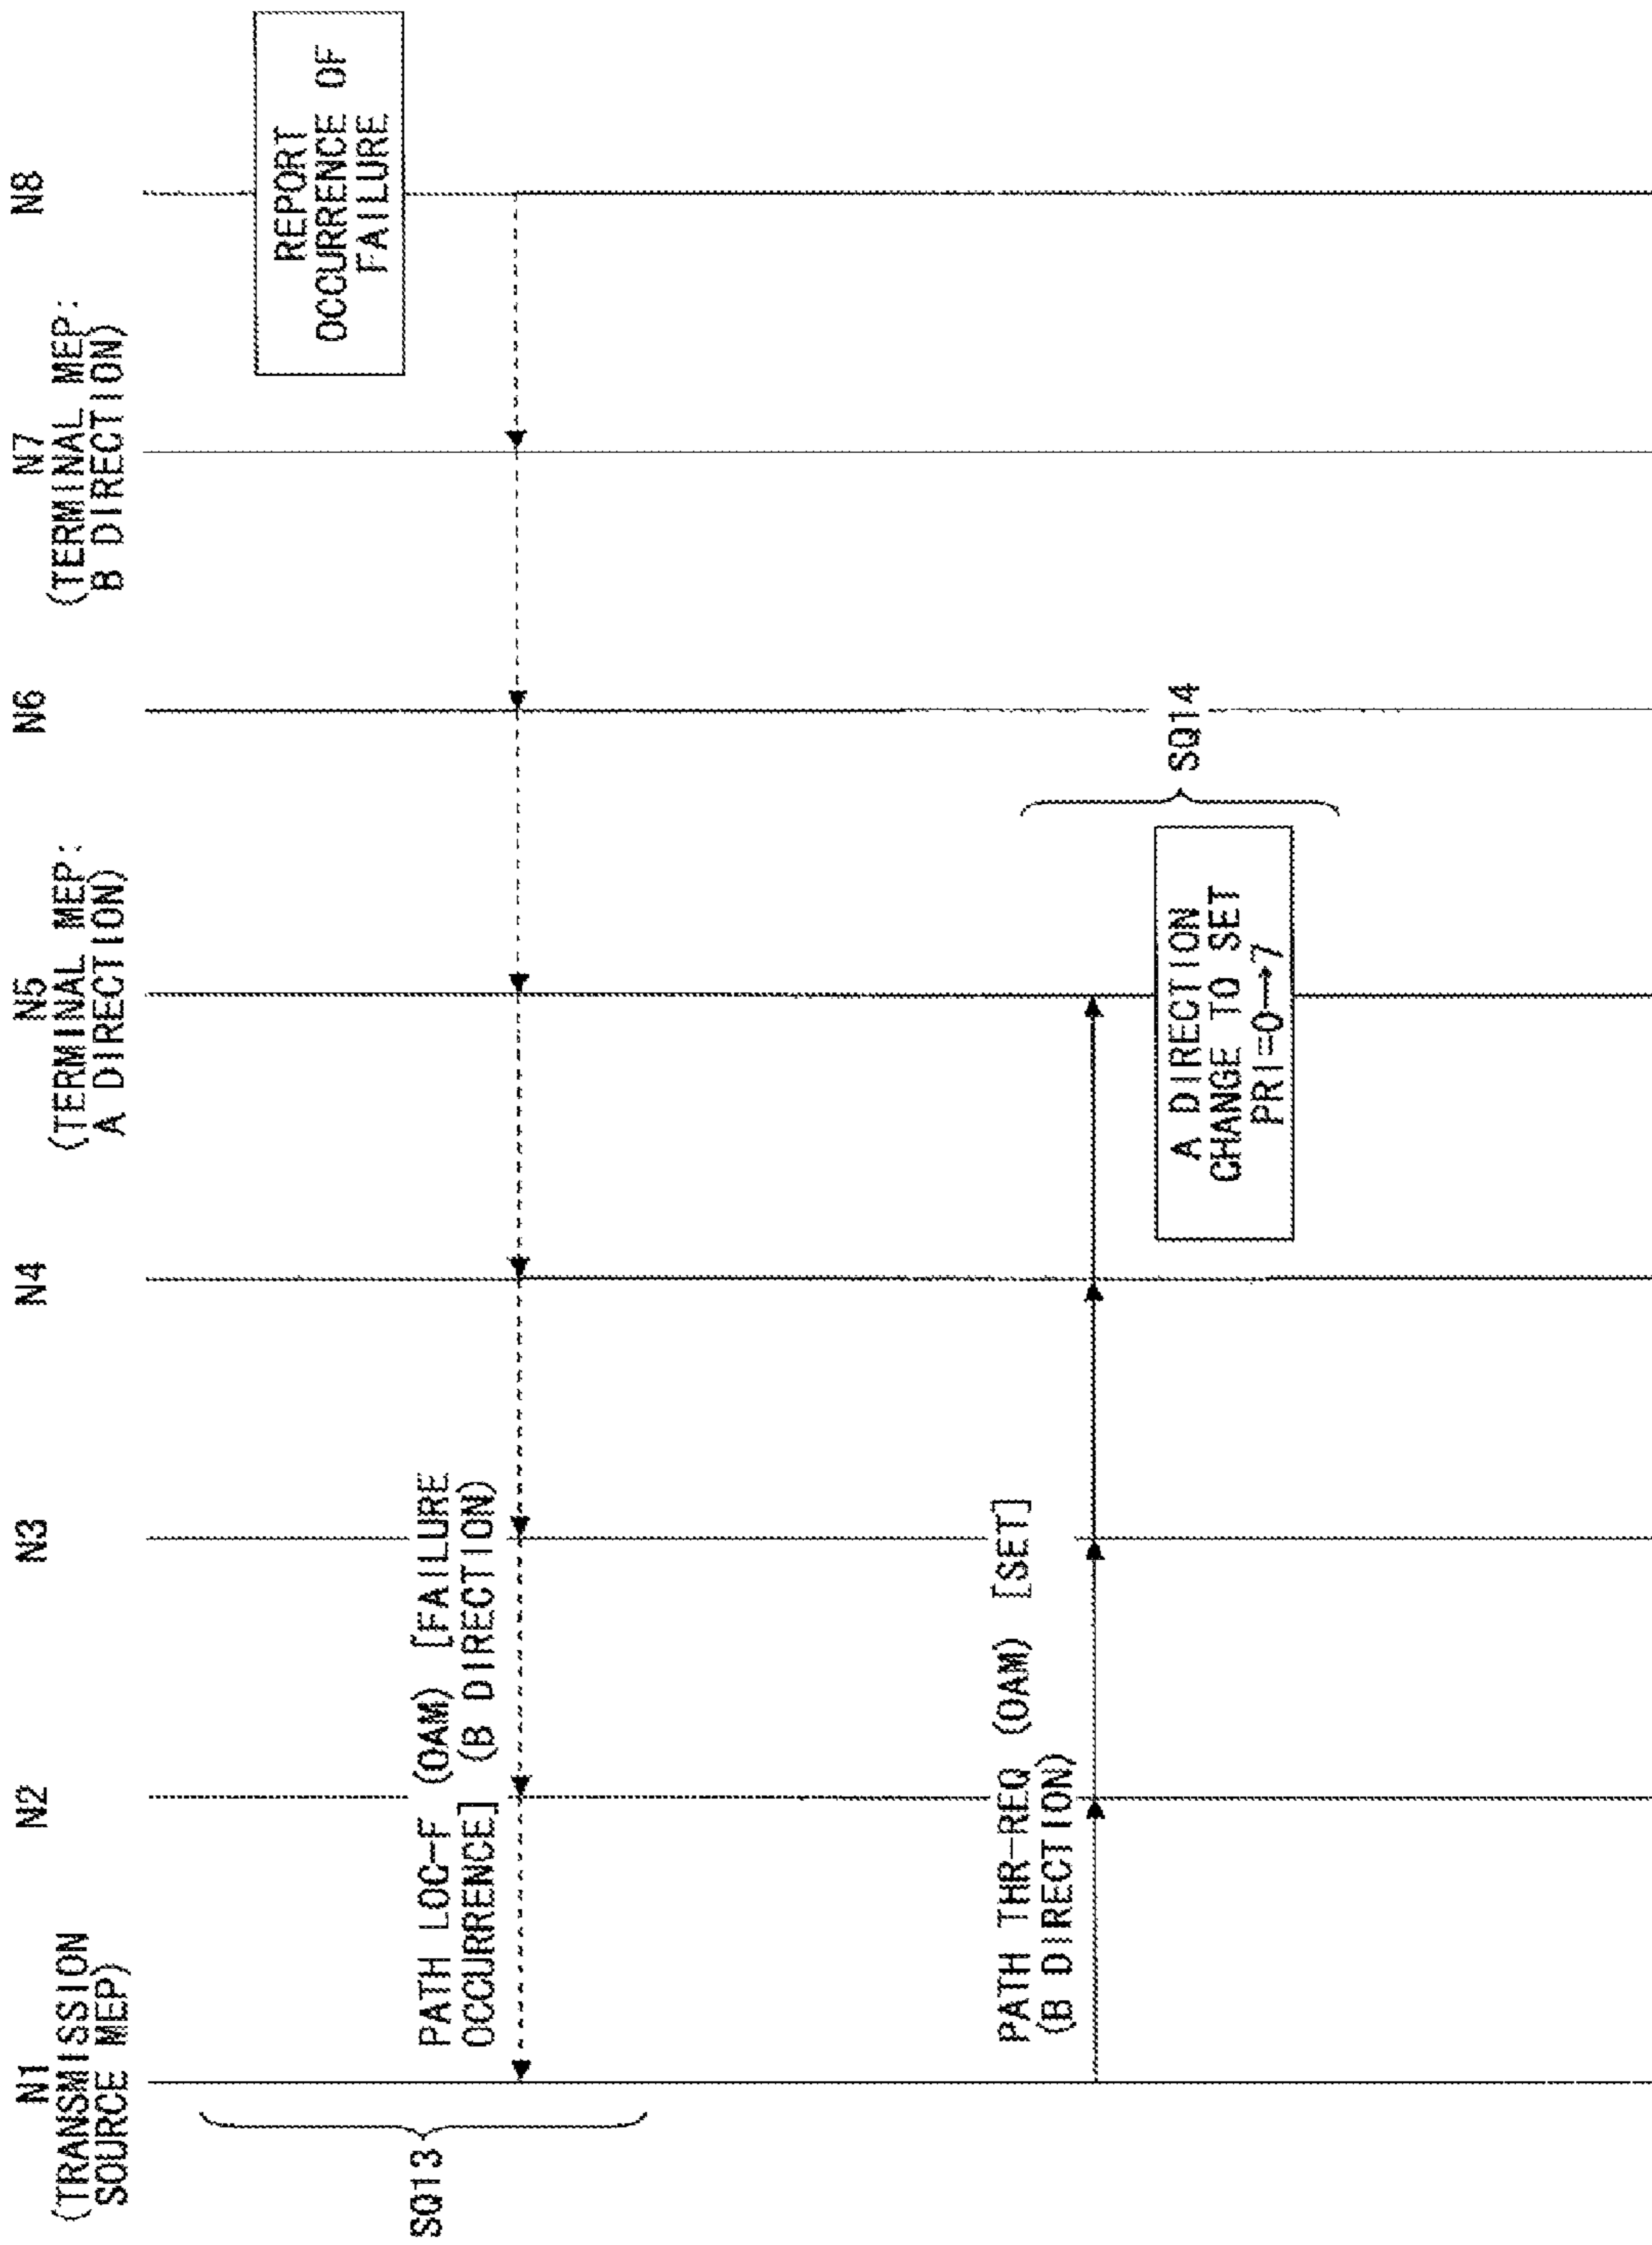 N1
(TRANSMISSION
SOURCE MEP)
N2
N3
N4
N5
(TERMINAL MEP:
A DIRECTION)
N6
N7
(TERMINAL MEP:
B DIRECTION)
N8
REPORT
OCCURRENCE OF
FAILURE
SQ13
PATH LOC-F (OAM) [FAILURE
OCCURRENCE] (B DIRECTION)
PATH THR-REQ (OAM) [SET]
(B DIRECTION)
A DIRECTION
CHANGE TO SET
PRI=0→7
SQ14